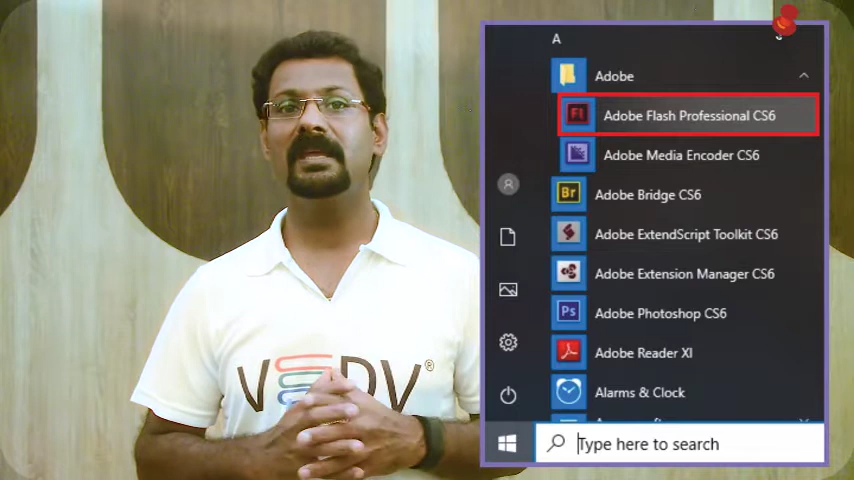 VEDV®
A
Adobe
Fl
Adobe Flash Professional CS6
Adobe Media Encoder CS6
Br
Adobe Bridge CS6
Adobe ExtendScript Toolkit CS6
Adobe Extension Manager CS6
Ps
Adobe Photoshop CS6
Adobe Reader XI
Alarms & Clock
Type here to search